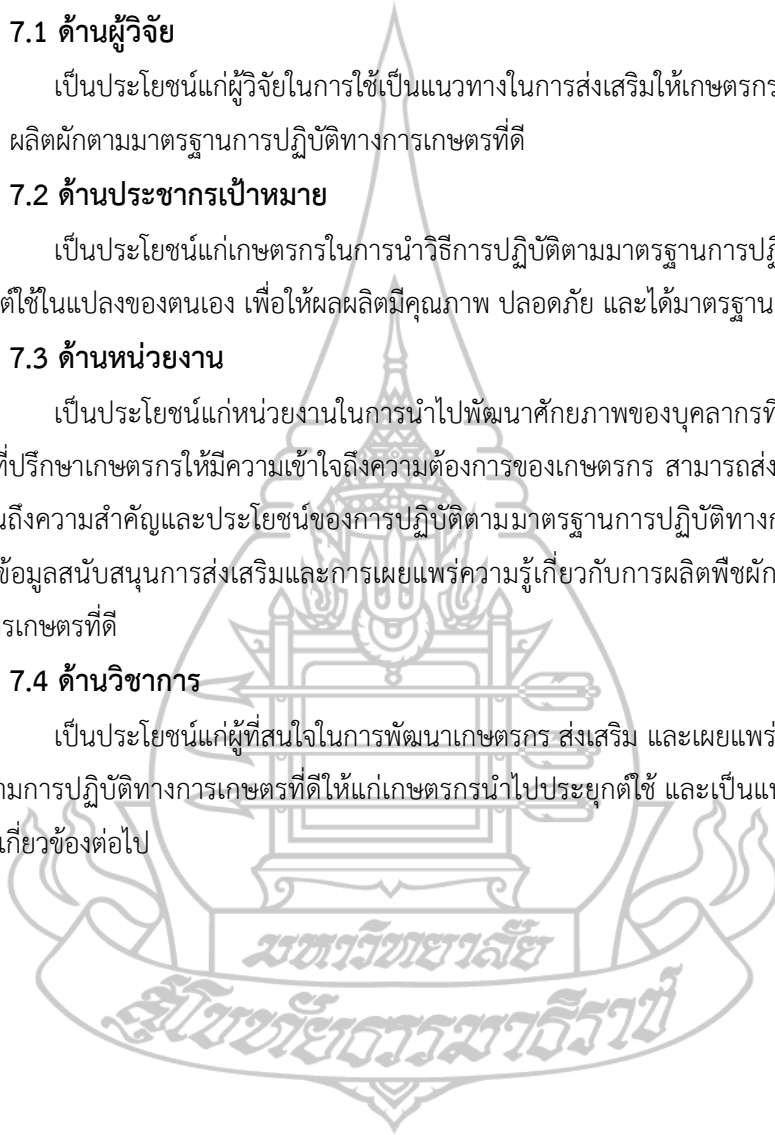 7.1 ด้านผู้วิจัย
เป็นประโยชน์แก่ผู้วิจัยในการใช้เป็นแนวทางในการส่งเสริมให้เกษตรกร
ผลิตผักตามมาตรฐานการปฏิบัติทางการเกษตรที่ดี
7.2 ด้านประชากรเป้าหมาย
เป็นประโยชน์แก่เกษตรกรในการนำวิธีการปฏิบัติตามมาตรฐานการปฏิ
ต์ใช้ในแปลงของตนเอง เพื่อให้ผลผลิตมีคุณภาพ ปลอดภัย และได้มาตรฐาน
7.3 ด้านหน่วยงาน
เป็นประโยชน์แก่หน่วยงานในการนำไปพัฒนาศักยภาพของบุคลากรที
ที่ปรึกษาเกษตรกรให้มีความเข้าใจถึงความต้องการของเกษตรกร สามารถส่ง
นถึงความสำคัญและประโยชน์ของการปฏิบัติตามมาตรฐานการปฏิบัติทางก
ข้อมูลสนับสนุนการส่งเสริมและการเผยแพร่ความรู้เกี่ยวกับการผลิตพืชผัก
ารเกษตรที่ดี
7.4 ด้านวิชาการ
เป็นประโยชน์แก่ผู้ที่สนใจในการพัฒนาเกษตรกร ส่งเสริม และเผยแพร่
ามการปฏิบัติทางการเกษตรที่ดีให้แก่เกษตรกรนำไปประยุกต์ใช้ และเป็นแน
เกี่ยวข้องต่อไป
มหาวิทยาลัย
สุโขทัยธรรมาธิราช